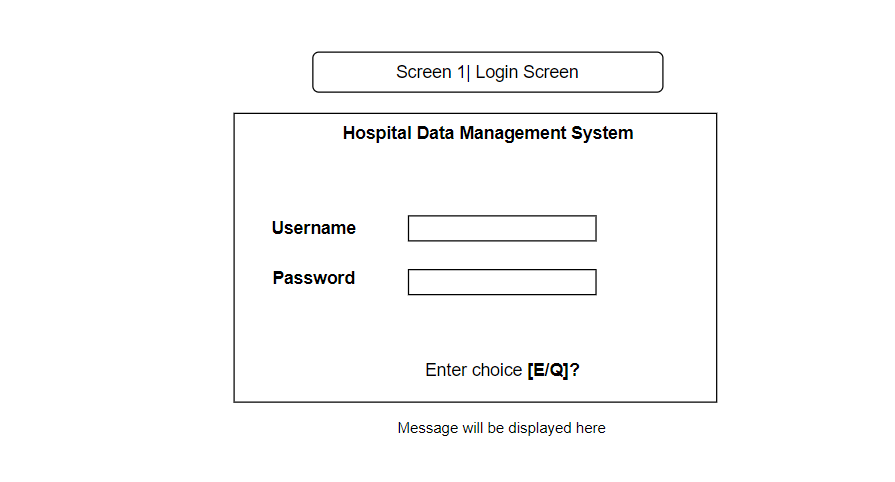 Screen 1| Login Screen
Hospital Data Management System
Username
Password
Enter choice [E/Q]?
Message will be displayed here